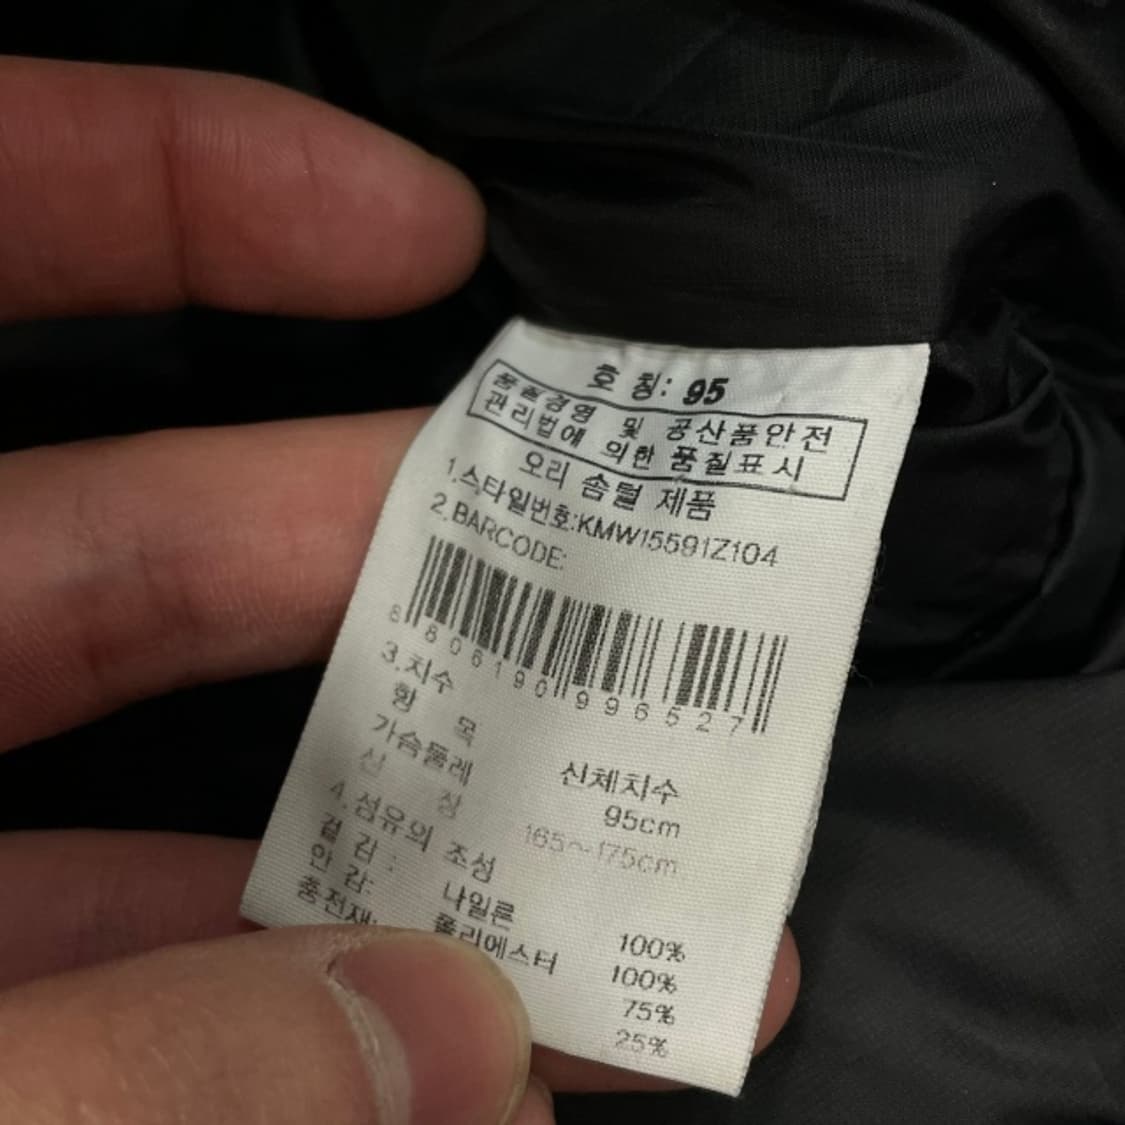 호 칭: 95
품질경영 및 공산품안전
관리법에 의한 품질표시
오리 솜털 제품
1.스타일번호:KMW15591Z104
2.BARCODE:
8 806190 996527
3.치수
항 목 신체치수
가슴둘레 95cm
신 장 165~175cm
4.섬유의 조성
겉 감: 나일론 100%
안 감: 폴리에스터 100%
충전재: 75%
25%